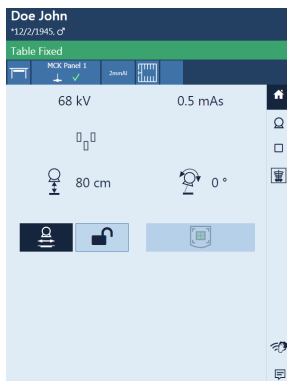 Doe John
*12/2/1945, ♂
Table Fixed
MCK Panel 1
2mmAl
68 kV
0.5 mAs
80 cm
0 °